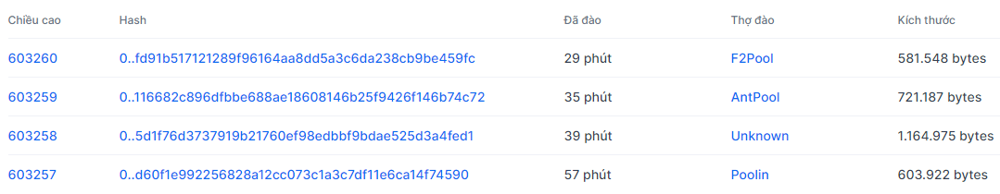 Chiều cao Hash Đã đào Thợ đào Kích thước
603260 0..fd91b517121289f96164aa8dd5a3c6da238cb9be459fc 29 phút F2Pool 581.548 bytes
603259 0..116682c896dfbbe688ae18608146b25f9426f146b74c72 35 phút AntPool 721.187 bytes
603258 0..5d1f76d3737919b21760ef98edbbf9bdae525d3a4fed1 39 phút Unknown 1.164.975 bytes
603257 0..d60f1e992256828a12cc073c1a3c7df11e6ca14f74590 57 phút Poolin 603.922 bytes